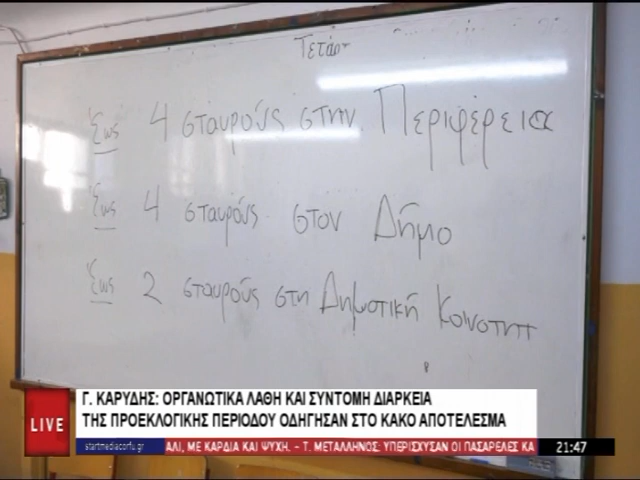 Τετάρτ
Έως 4 σταυρούς στην Περιφέρεια
Έως 4 σταυρούς στον Δήμο
Έως 2 σταυρούς στη Δημοτική Κοινοτητ
Γ. ΚΑΡΥΔΗΣ: ΟΡΓΑΝΩΤΙΚΑ ΛΑΘΗ ΚΑΙ ΣΥΝΤΟΜΗ ΔΙΑΡΚΕΙΑ
ΤΗΣ ΠΡΟΕΚΛΟΓΙΚΗΣ ΠΕΡΙΟΔΟΥ ΟΔΗΓΗΣΑΝ ΣΤΟ ΚΑΚΟ ΑΠΟΤΕΛΕΣΜΑ
LIVE
startmediacorfu.gr ΑΛΙ, ΜΕ ΚΑΡΔΙΑ ΚΑΙ ΨΥΧΗ. – Τ. ΜΕΤΑΛΛΗΝΟΣ: ΥΠΕΡΙΣΧΥΣΑΝ ΟΙ ΠΑΣΑΡΕΛΕΣ ΚΑ 21:47